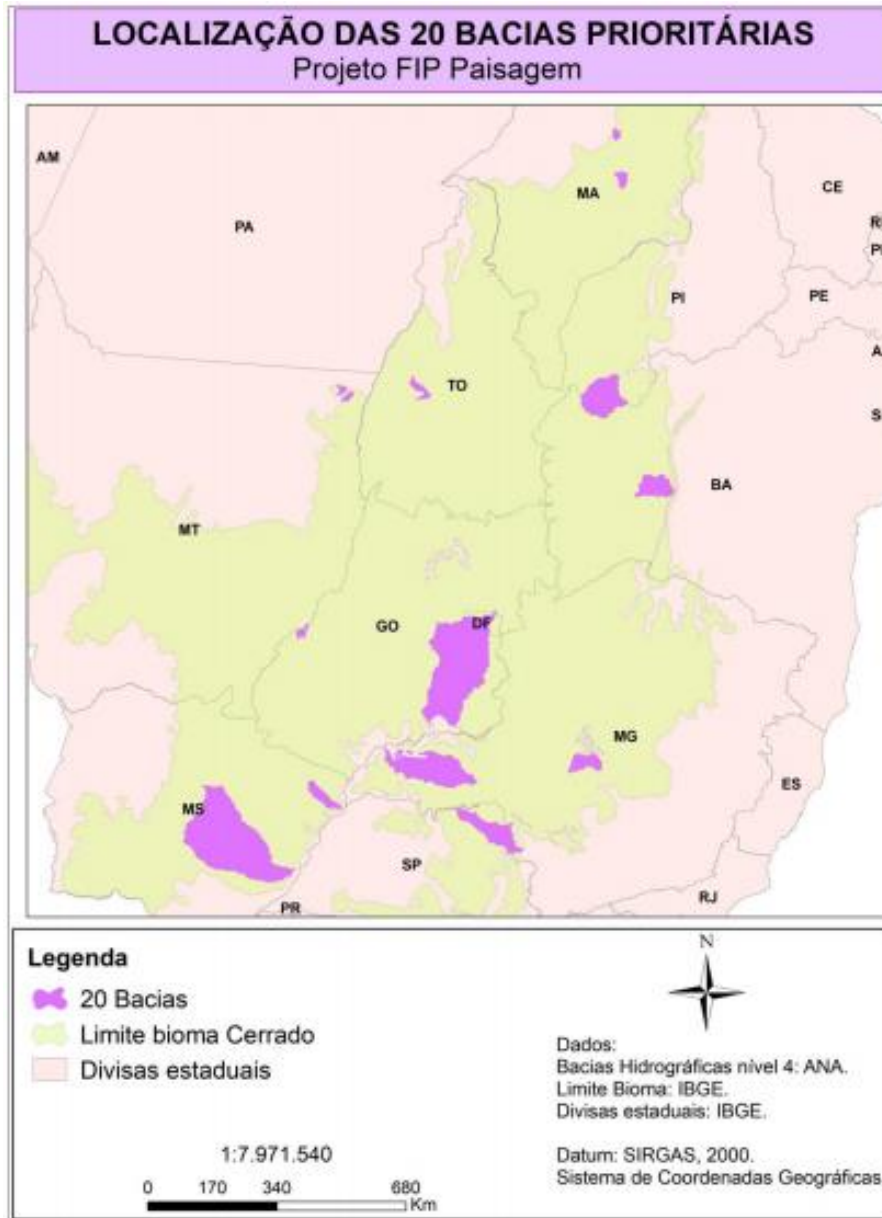 LOCALIZAÇÃO DAS 20 BACIAS PRIORITÁRIAS
Projeto FIP Paisagem
AM
PA
MA
CE
R
P
PI
PE
A
TO
S
BA
MT
GO
DF
MG
ES
MS
SP
RJ
PR
Legenda
20 Bacias
Limite bioma Cerrado
Divisas estaduais
1:7.971.540
0 170 340 680
Km
N
Dados:
Bacias Hidrográficas nível 4: ANA.
Limite Bioma: IBGE.
Divisas estaduais: IBGE.
Datum: SIRGAS, 2000.
Sistema de Coordenadas Geográficas